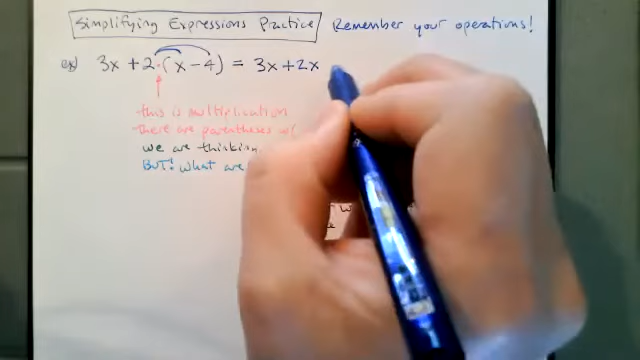 Simplifying Expressions Practice Remember your operations!
ex) 3x + 2 · (x - 4) = 3x + 2x
- this is multiplication
- there are parentheses w/
we are thinking
BUT! what are